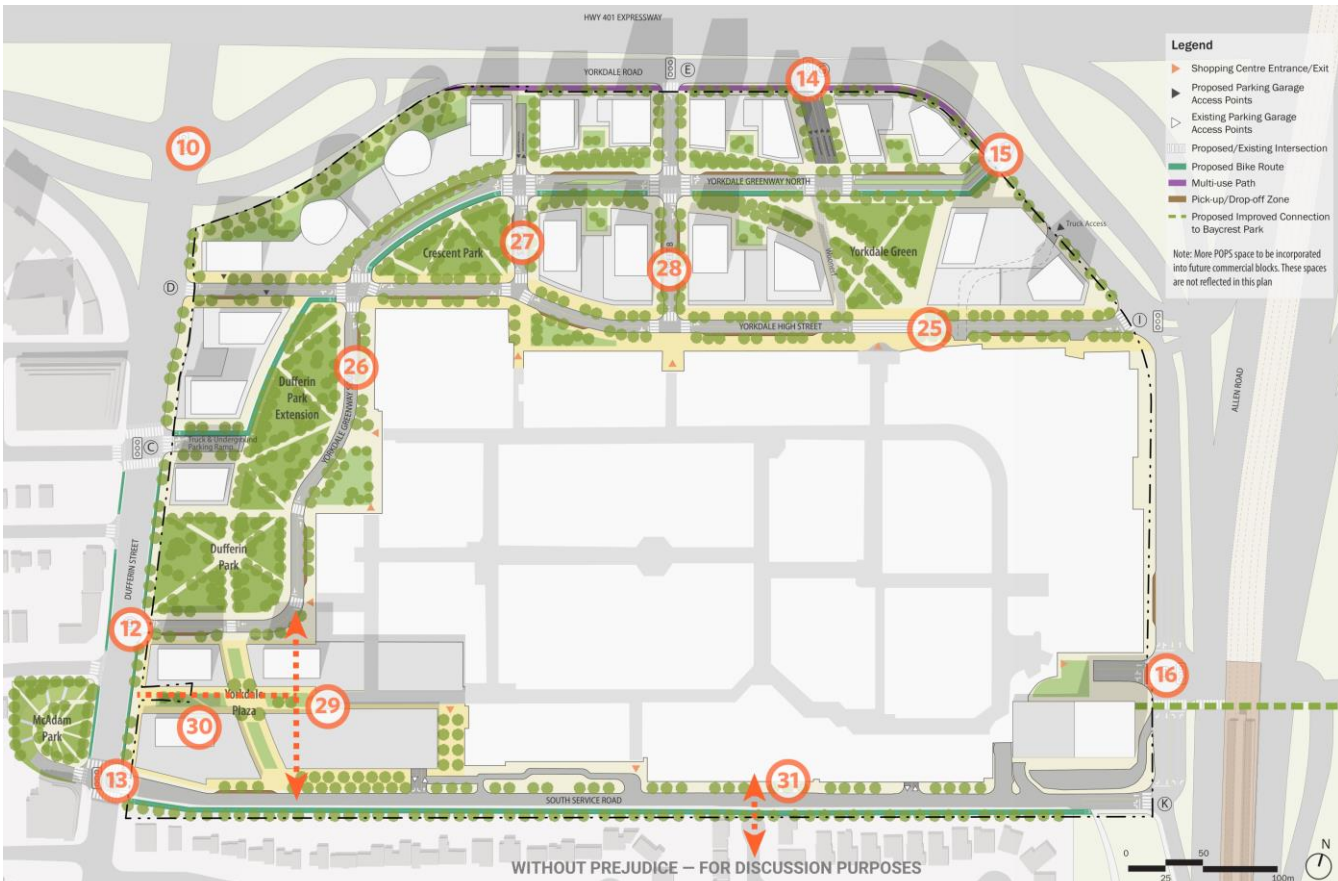 HWY 401 EXPRESSWAY
Legend
Shopping Centre Entrance/Exit
Proposed Parking Garage
Access Points
Existing Parking Garage
Access Points
Proposed/Existing Intersection
Proposed Bike Route
Multi-use Path
Pick-up/Drop-off Zone
Proposed Improved Connection
to Baycrest Park
Note: More POPS space to be incorporated
into future commercial blocks. These spaces
are not reflected in this plan
YORKDALE ROAD
E
14
10
15
YORKDALE GREENWAY NORTH
Truck Access
27
Crescent Park
Yorkdale Green
28
D
I
25
YORKDALE HIGH STREET
26
Dufferin
Park
Extension
ALLEN ROAD
YORKDALE GREENWAY
C
Truck & Underground
Parking Ramp
Dufferin
Park
DUFFERIN STREET
12
16
Yorkdale
Plaza
29
30
McAdam
Park
13
31
SOUTH SERVICE ROAD
K
WITHOUT PREJUDICE — FOR DISCUSSION PURPOSES
0
50
25
100m
N